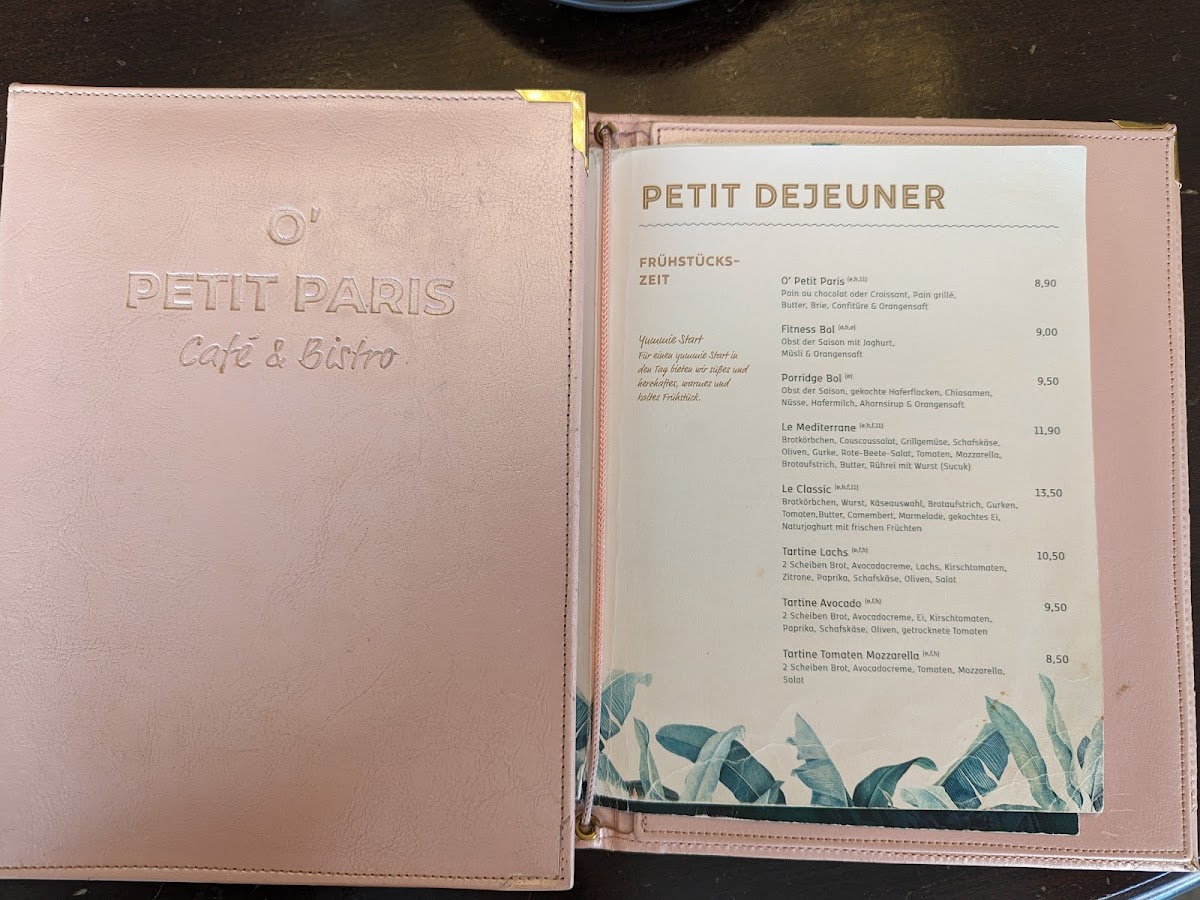 O'
PETIT PARIS
Café & Bistro
PETIT DEJEUNER
FRÜHSTÜCKS-
ZEIT
Yummie Start
Für einen yummie Start in
den Tag bieten wir süßes und
herzhaftes, warmes und
kaltes Frühstück.
O' Petit Paris (e,h,11) 8,90
Pain au chocolat oder Croissant, Pain grillé,
Butter, Brie, Confitüre & Orangensaft
Fitness Bol (a,h,e) 9,00
Obst der Saison mit Joghurt,
Müsli & Orangensaft
Porridge Bol (e) 9,50
Obst der Saison, gekochte Haferflocken, Chiasamen,
Nüsse, Hafermilch, Ahornsirup & Orangensaft
Le Mediterrane (e,h,f,11) 11,90
Brotkörbchen, Couscoussalat, Grillgemüse, Schafskäse,
Oliven, Gurke, Rote-Beete-Salat, Tomaten, Mozzarella,
Brotaufstrich, Butter, Rührei mit Wurst (Sucuk)
Le Classic (e,h,f,11) 13,50
Brotkörbchen, Wurst, Käseauswahl, Brotaufstrich, Gurken,
Tomaten,Butter, Camembert, Marmelade, gekochtes Ei,
Naturjoghurt mit frischen Früchten
Tartine Lachs (e,f,h) 10,50
2 Scheiben Brot, Avocadocreme, Lachs, Kirschtomaten,
Zitrone, Paprika, Schafskäse, Oliven, Salat
Tartine Avocado (e,f,h) 9,50
2 Scheiben Brot, Avocadocreme, Ei, Kirschtomaten,
Paprika, Schafskäse, Oliven, getrocknete Tomaten
Tartine Tomaten Mozzarella (e,f,h) 8,50
2 Scheiben Brot, Avocadocreme, Tomaten, Mozzarella,
Salat